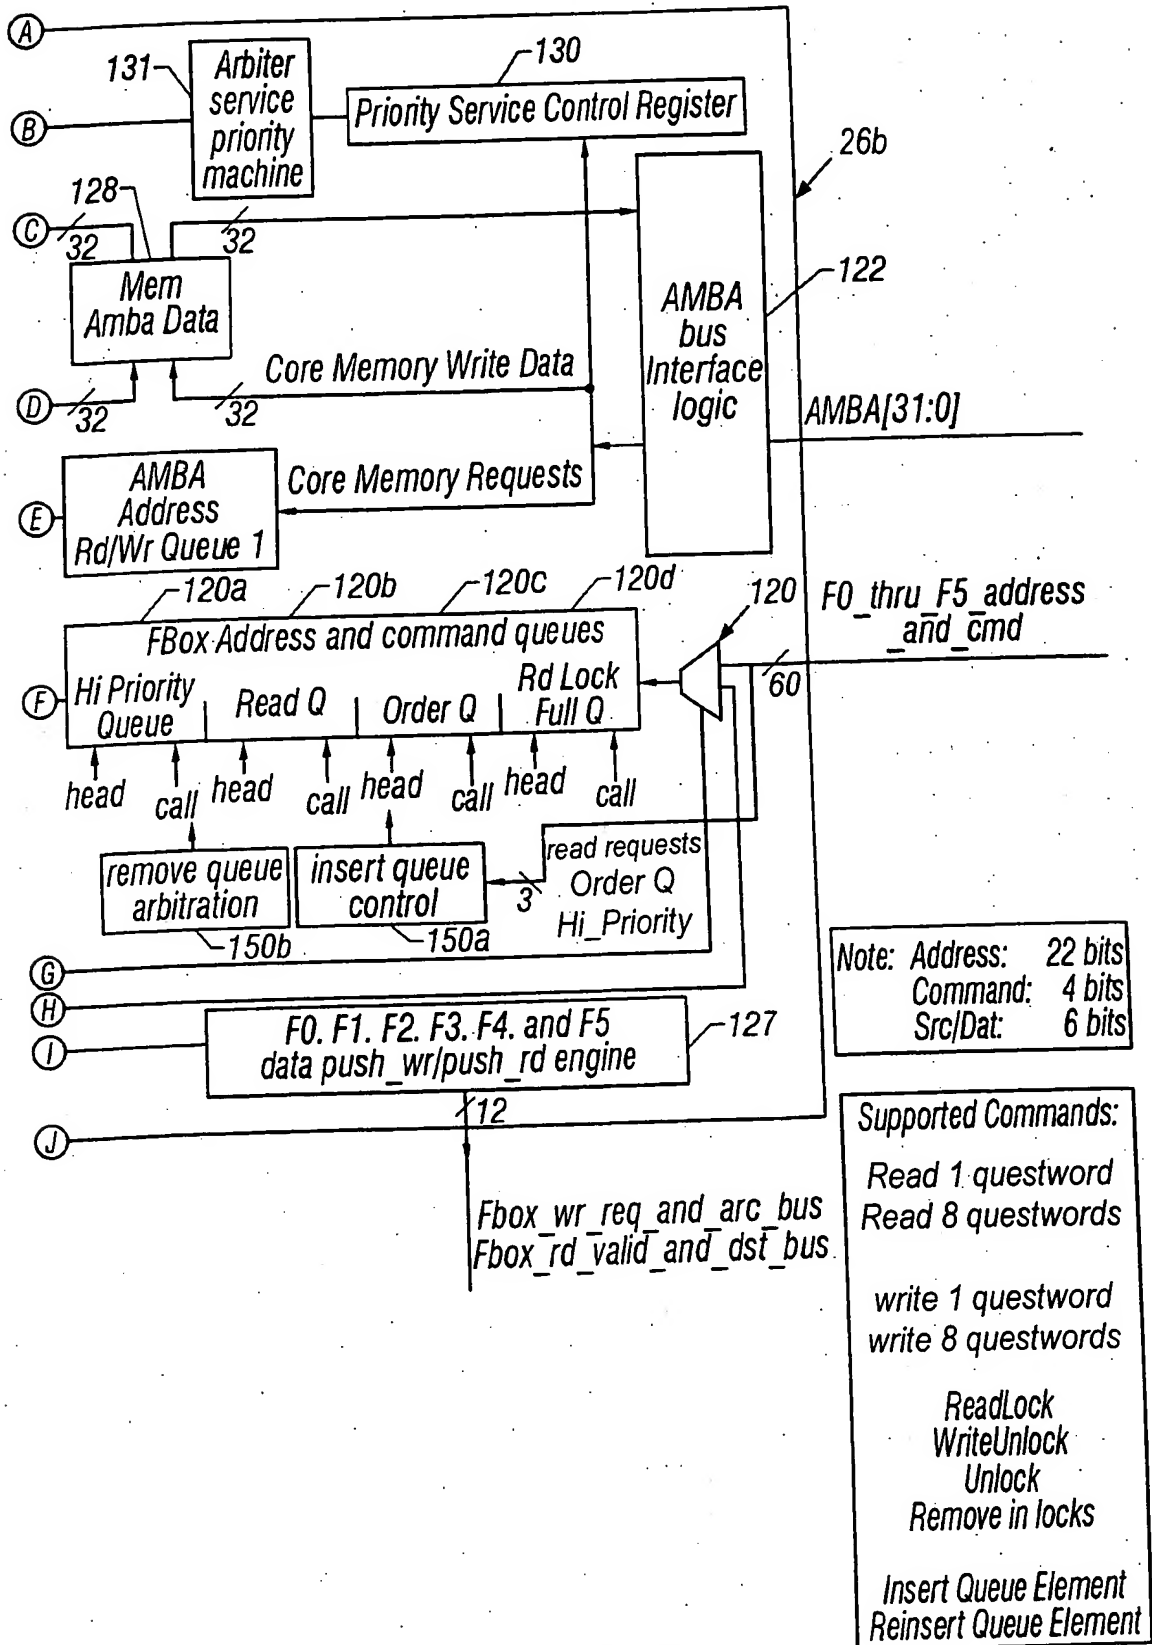 A
131
Arbiter
service
priority
machine
130
Priority Service Control Register
B
26b
128
C
32
32
Mem
Amba Data
AMBA
bus
Interface
logic
122
Core Memory Write Data
D
32
32
AMBA[31:0]
AMBA
Address
Rd/Wr Queue 1
Core Memory Requests
E
120a
120b
120c
120d
120
F0_thru_F5_address
_and_cmd
FBox Address and command queues
F
Hi Priority
Queue
Read Q
Order Q
Rd Lock
Full Q
60
head
call
head
call
head
call
head
call
remove queue
arbitration
insert queue
control
read requests
Order Q
Hi_Priority
3
150b
150a
G
H
Note: Address: 22 bits
Command: 4 bits
Src/Dat: 6 bits
I
F0. F1. F2. F3. F4. and F5
data push_wr/push_rd engine
127
12
J
Fbox_wr_req_and_arc_bus
Fbox_rd_valid_and_dst_bus
Supported Commands:
Read 1 questword
Read 8 questwords
write 1 questword
write 8 questwords
ReadLock
WriteUnlock
Unlock
Remove in locks
Insert Queue Element
Reinsert Queue Element